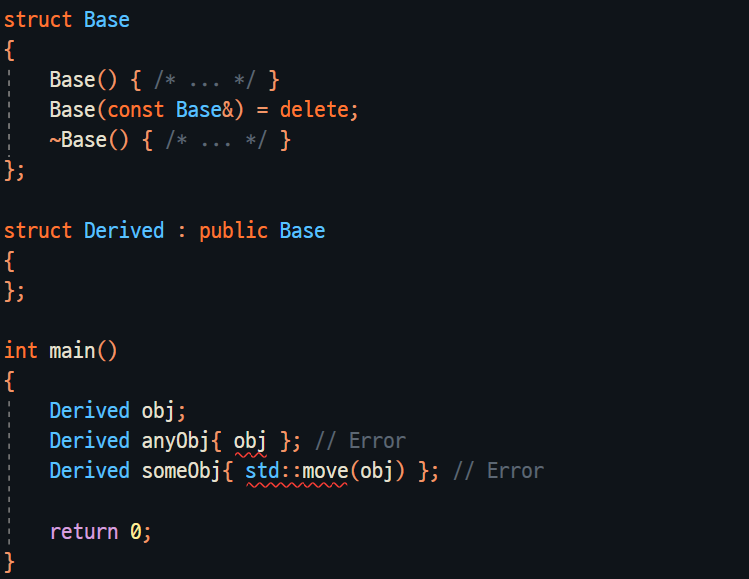 struct Base
{
    Base() { /* ... */ }
    Base(const Base&) = delete;
    ~Base() { /* ... */ }
};
struct Derived : public Base
{
};
int main()
{
    Derived obj;
    Derived anyObj{ obj }; // Error
    Derived someObj{ std::move(obj) }; // Error
    return 0;
}